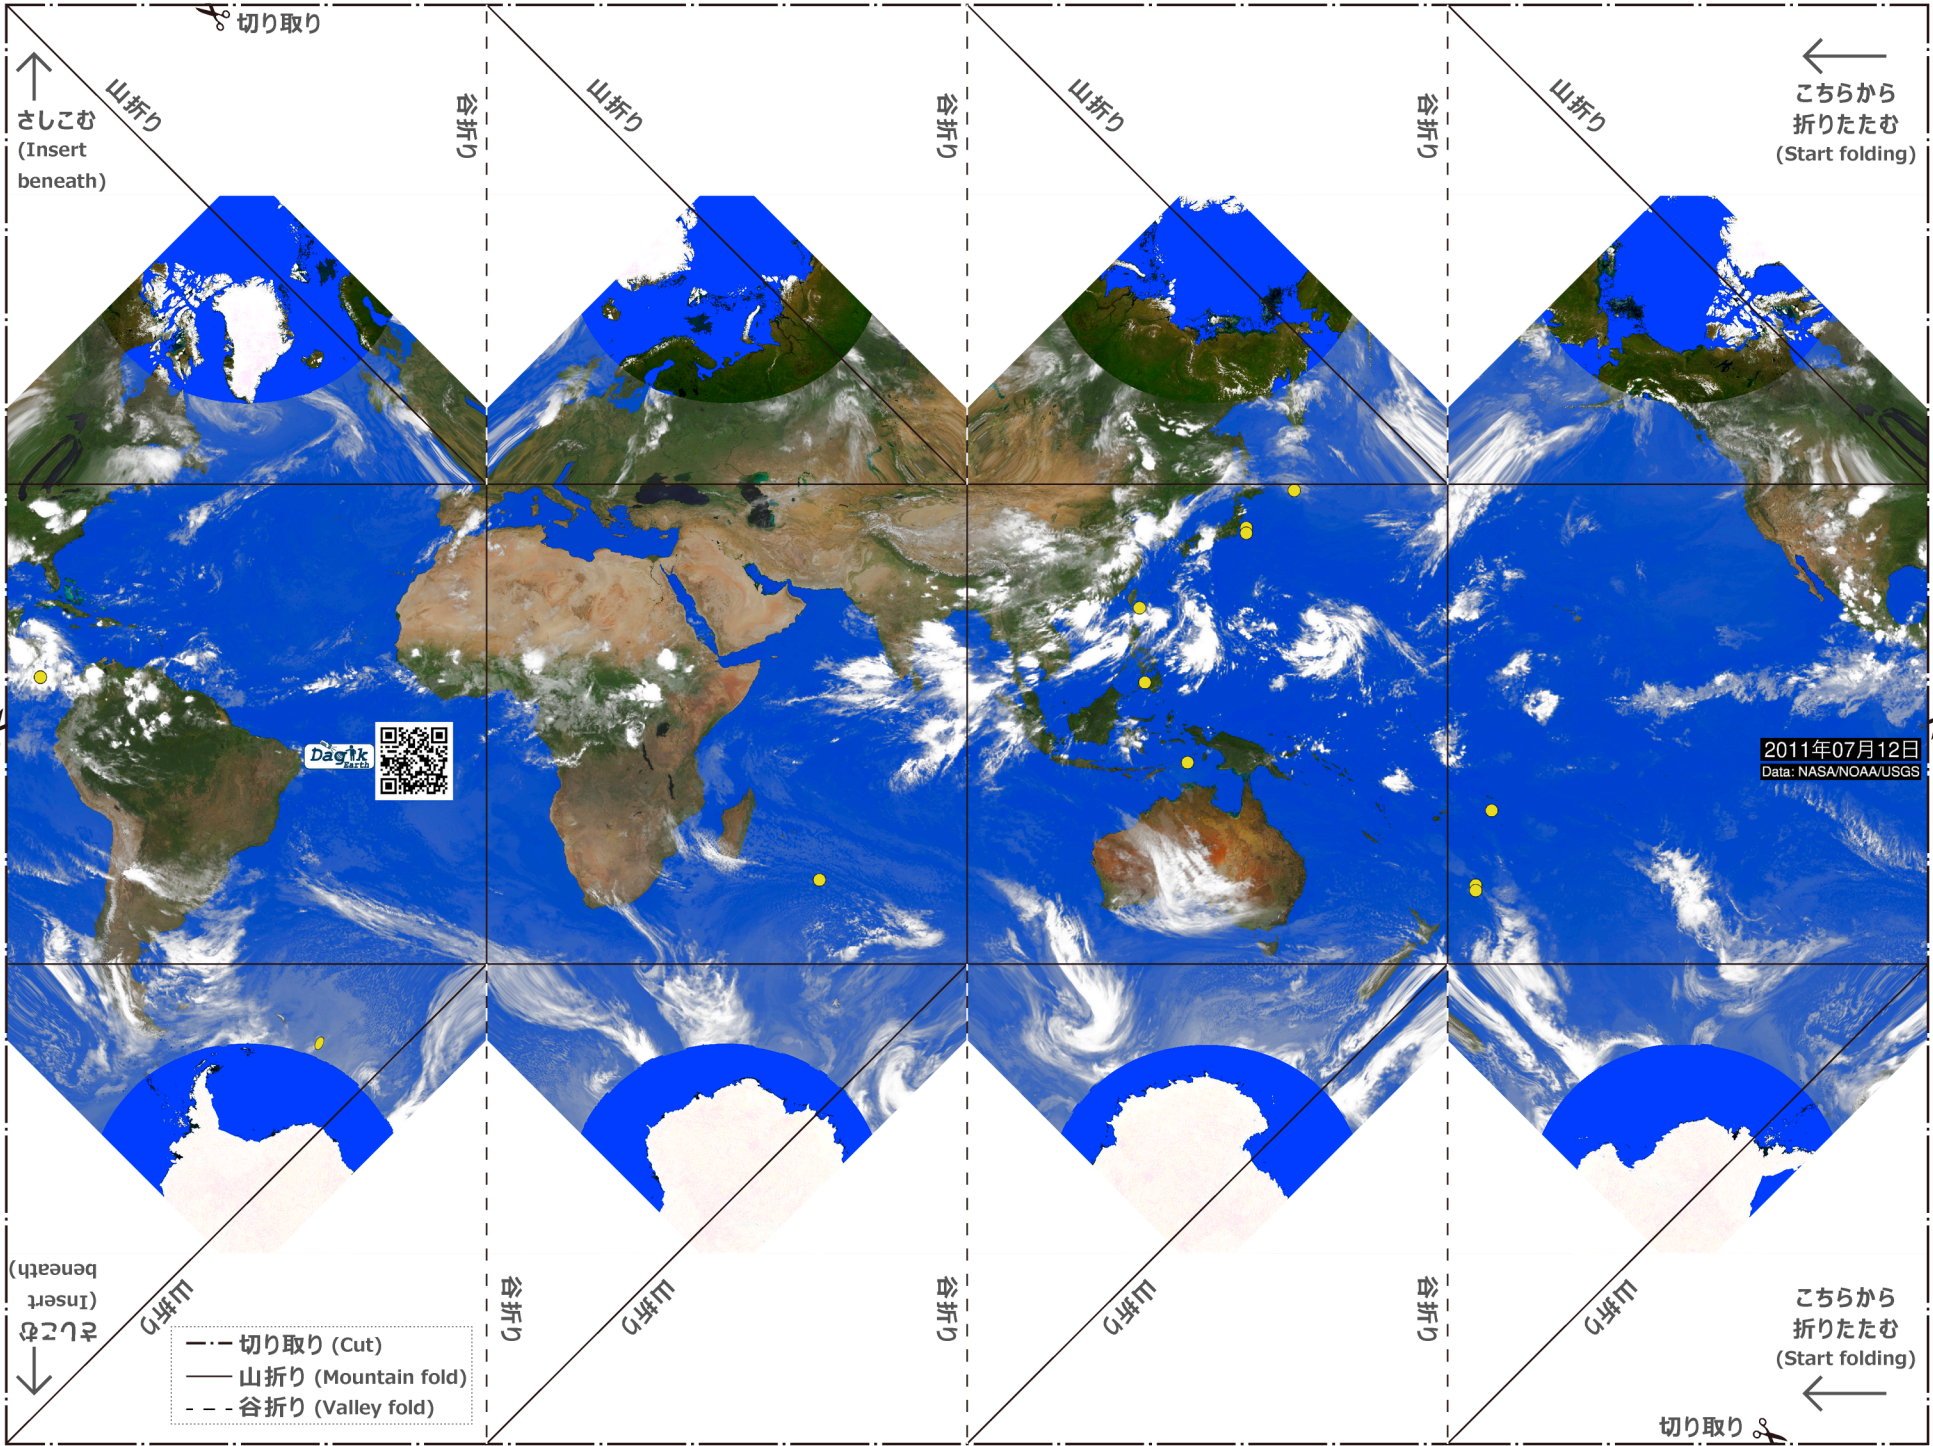 切り取り
山折り
谷折り
山折り
谷折り
山折り
谷折り
山折り
さしこむ
(Insert
beneath)
こちらから
折りたたむ
(Start folding)
Dagik
Earth
2011年07月12日
Data: NASA/NOAA/USGS
さしこむ
(Insert
beneath)
山折り
谷折り
山折り
谷折り
山折り
谷折り
山折り
こちらから
折りたたむ
(Start folding)
切り取り (Cut)
山折り (Mountain fold)
谷折り (Valley fold)
切り取り